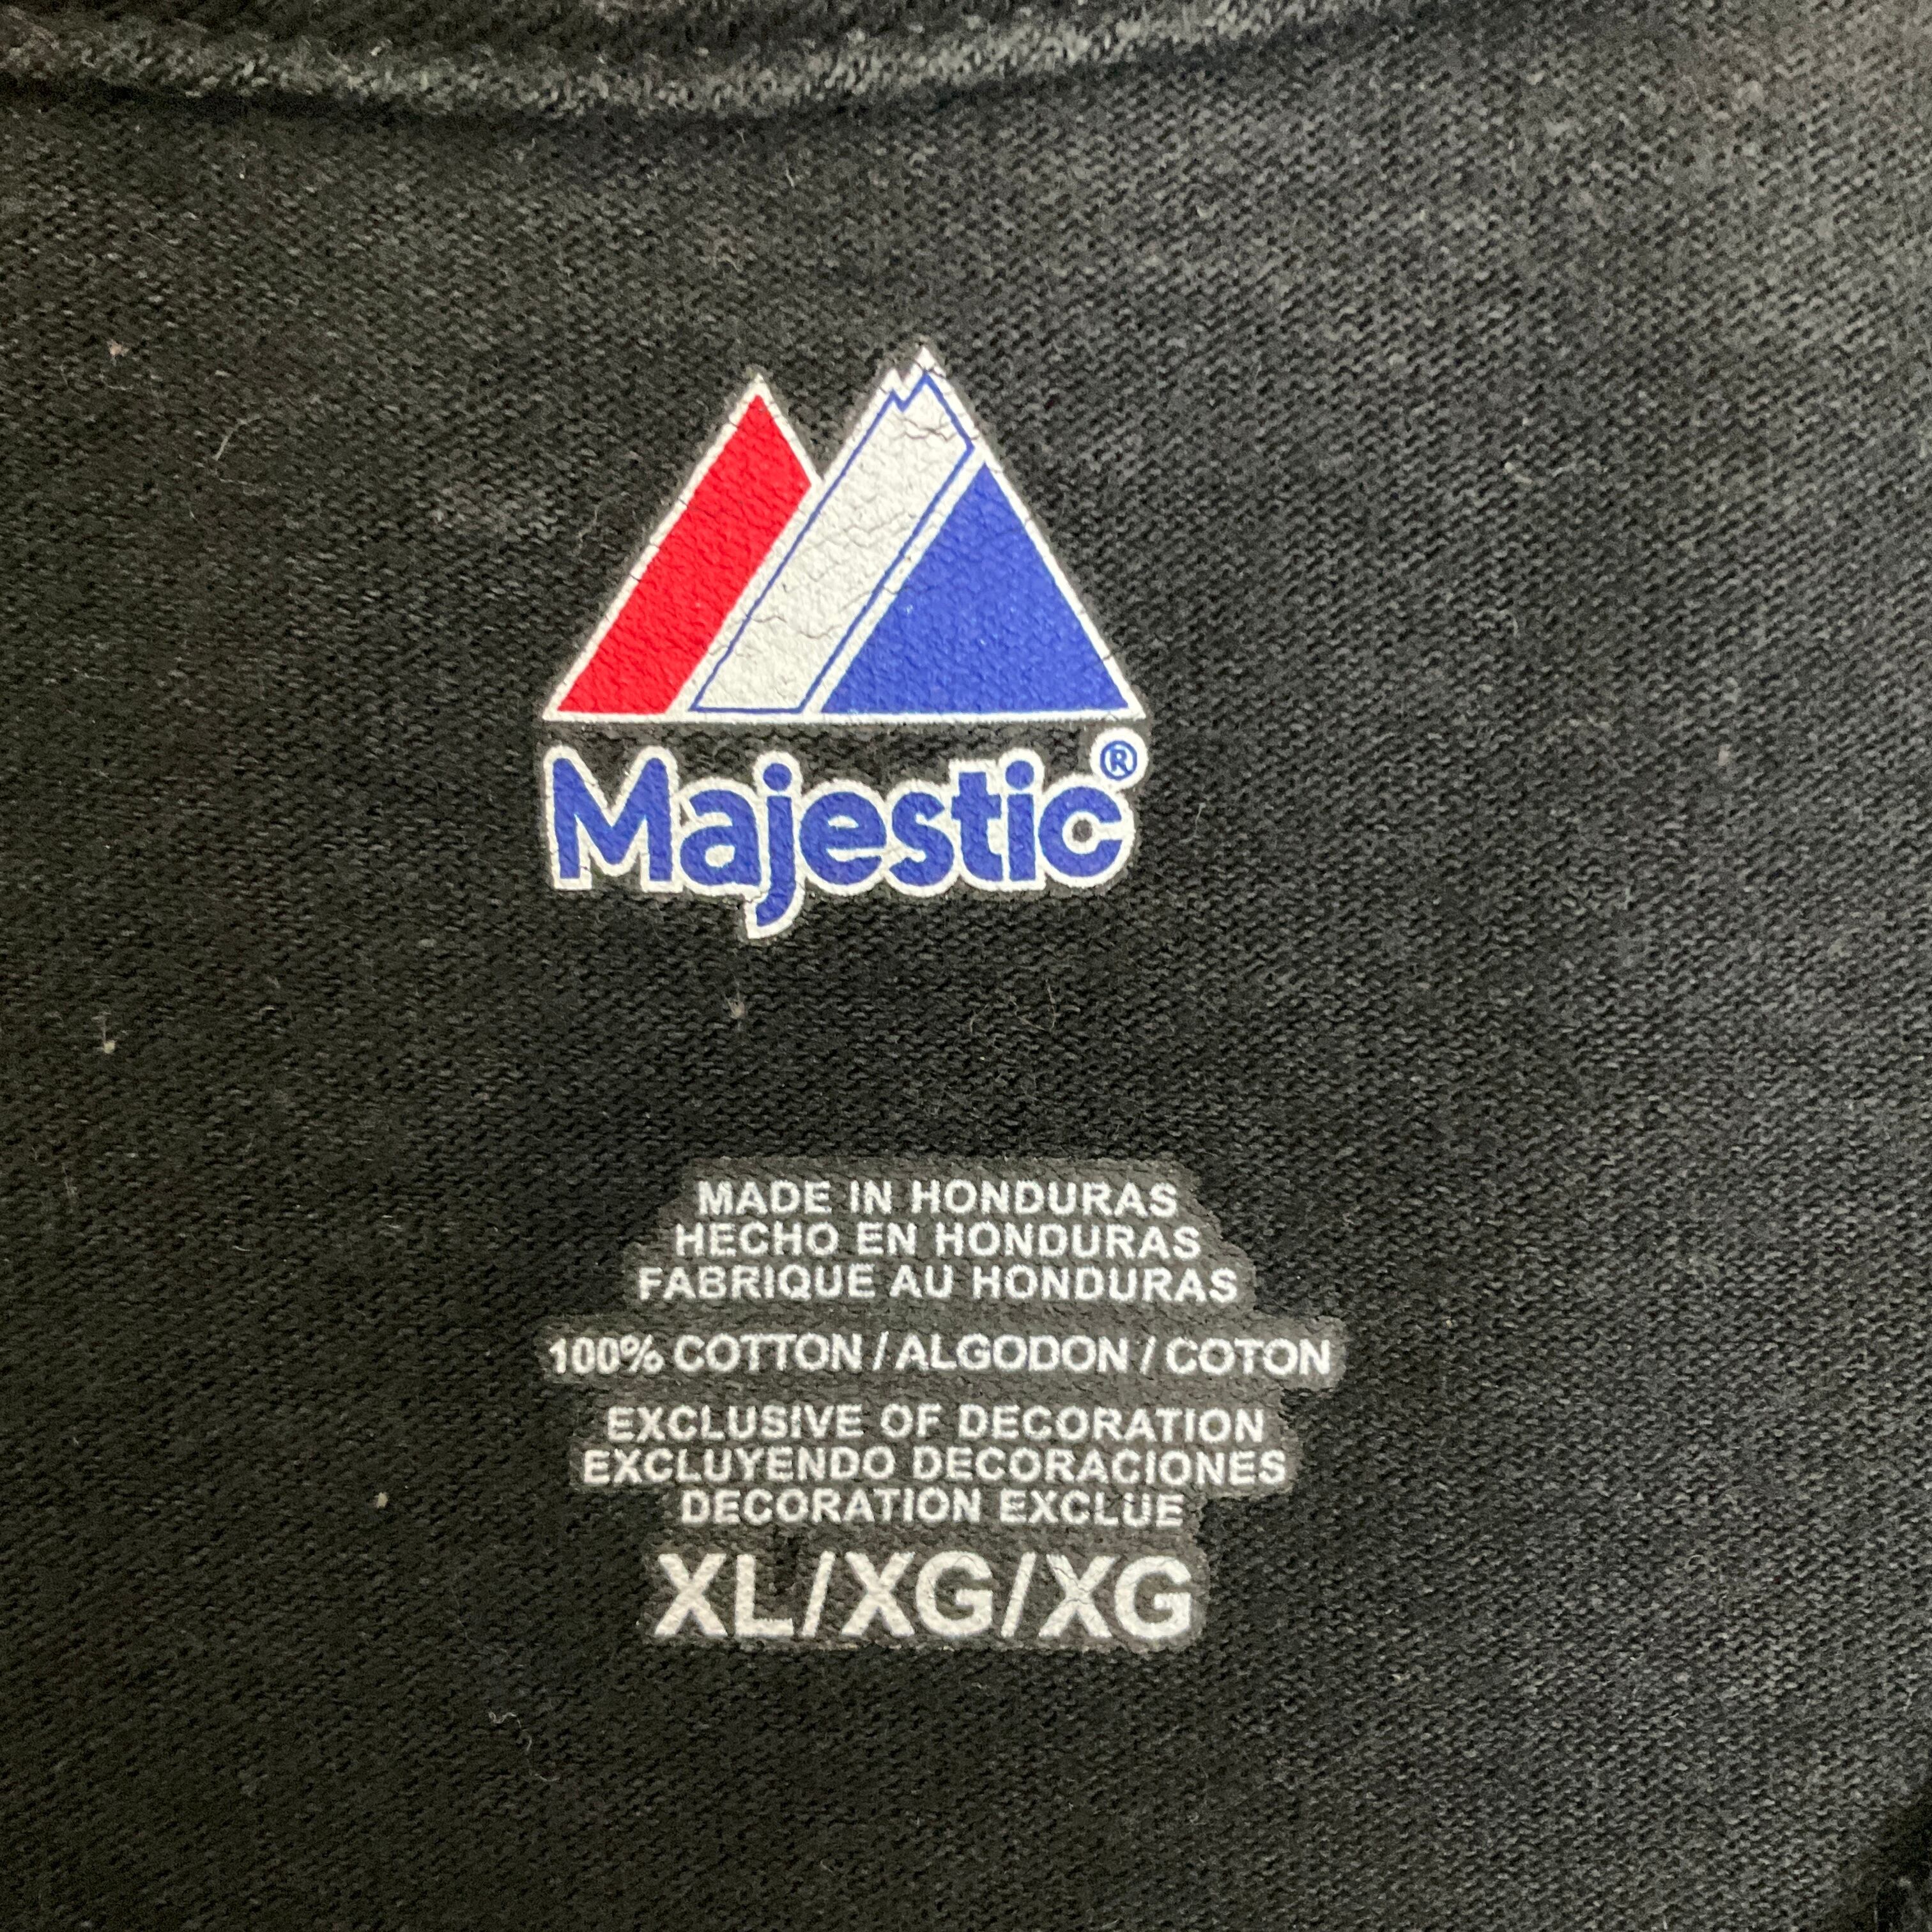 Majestic®
MADE IN HONDURAS
HECHO EN HONDURAS
FABRIQUE AU HONDURAS
100% COTTON / ALGODON / COTON
EXCLUSIVE OF DECORATION
EXCLUYENDO DECORACIONES
DECORATION EXCLUE
XL/XG/XG